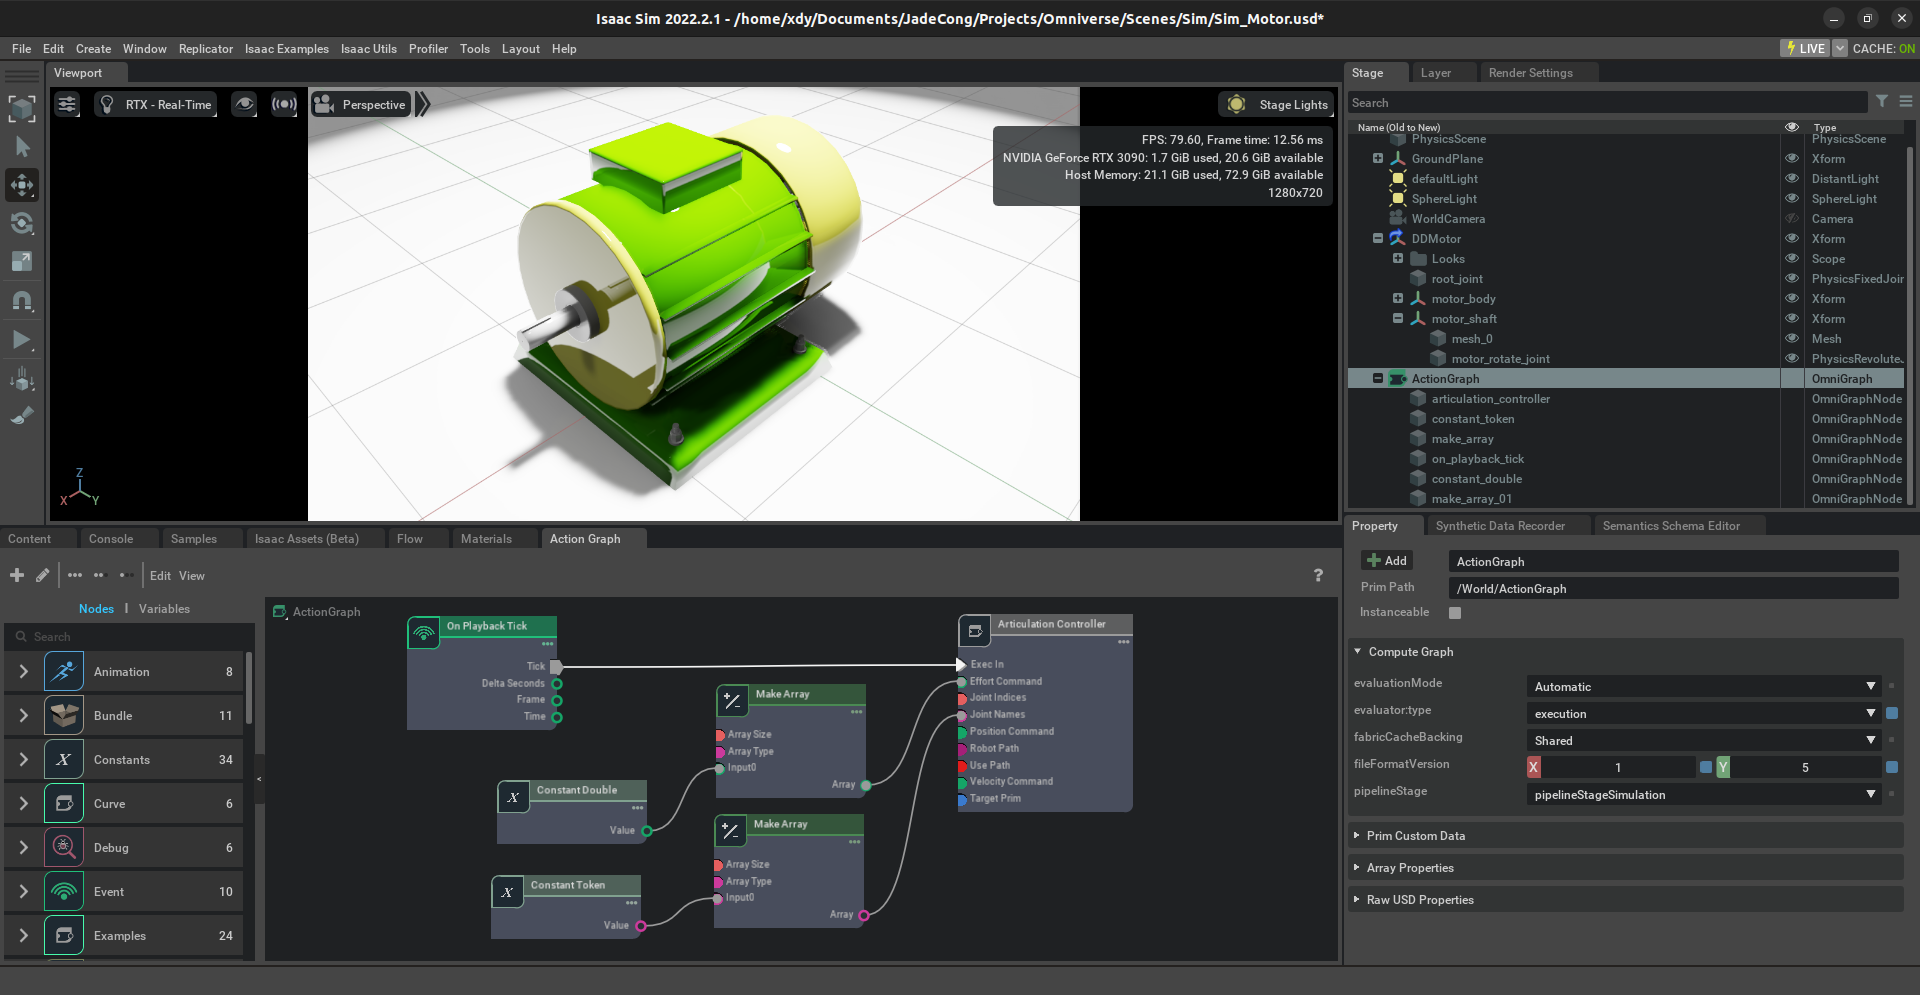 Isaac Sim 2022.2.1 - /home/xdy/Documents/JadeCong/Projects/Omniverse/Scenes/Sim/Sim_Motor.usd*
File Edit Create Window Replicator Isaac Examples Isaac Utils Profiler Tools Layout Help
LIVE CACHE: ON
Viewport
RTX - Real-Time
Perspective
Stage Lights
FPS: 79.60, Frame time: 12.56 ms
NVIDIA GeForce RTX 3090: 1.7 GiB used, 20.6 GiB available
Host Memory: 21.1 GiB used, 72.9 GiB available
1280x720
Z
X
Y
Stage Layer Render Settings
Search
Name (Old to New) Type
PhysicsScene PhysicsScene
GroundPlane Xform
defaultLight DistantLight
SphereLight SphereLight
WorldCamera Camera
DDMotor Xform
Looks Scope
root_joint PhysicsFixedJoin
motor_body Xform
motor_shaft Xform
mesh_0 Mesh
motor_rotate_joint PhysicsRevoluteJ
ActionGraph OmniGraph
articulation_controller OmniGraphNode
constant_token OmniGraphNode
make_array OmniGraphNode
on_playback_tick OmniGraphNode
constant_double OmniGraphNode
make_array_01 OmniGraphNode
Content Console Samples Isaac Assets (Beta) Flow Materials Action Graph
Edit View
?
Nodes | Variables
Search
Animation 8
Bundle 11
X Constants 34
Curve 6
Debug 6
Event 10
Examples 24
<
ActionGraph
On Playback Tick
Tick
Delta Seconds
Frame
Time
Make Array
Array Size
Array Type
Input0
Array
X Constant Double
Value
Make Array
Array Size
Array Type
Input0
Array
X Constant Token
Value
Articulation Controller
Exec In
Effort Command
Joint Indices
Joint Names
Position Command
Robot Path
Use Path
Velocity Command
Target Prim
Property Synthetic Data Recorder Semantics Schema Editor
Add ActionGraph
Prim Path /World/ActionGraph
Instanceable
Compute Graph
evaluationMode Automatic
evaluator:type execution
fabricCacheBacking Shared
fileFormatVersion X 1 Y 5
pipelineStage pipelineStageSimulation
Prim Custom Data
Array Properties
Raw USD Properties